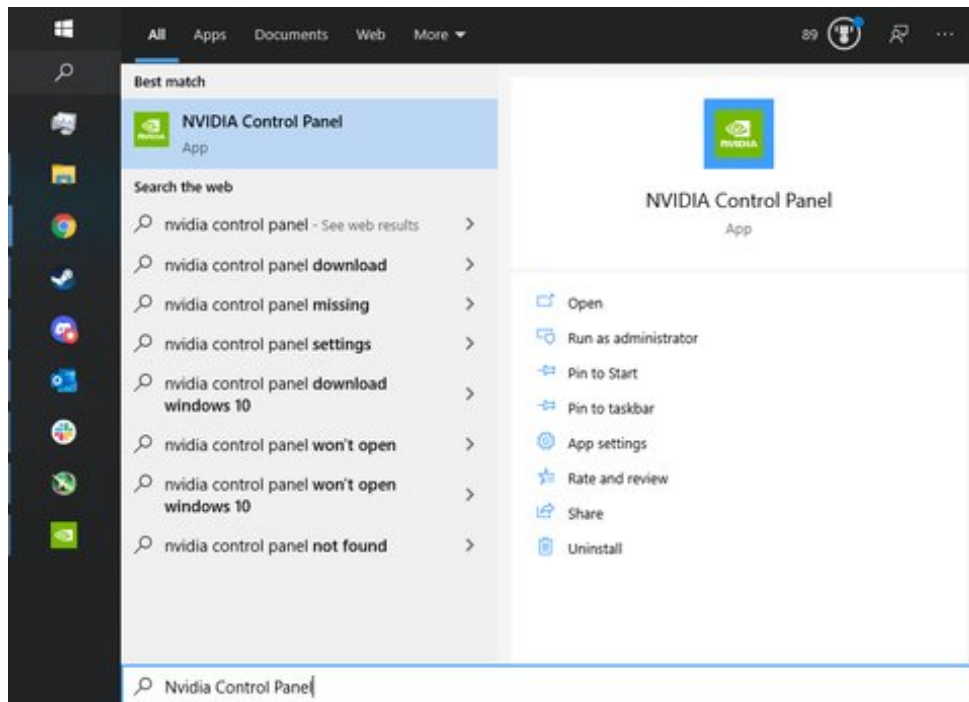 All Apps Documents Web More
89
Best match
NVIDIA Control Panel
App
Search the web
nvidia control panel - See web results
nvidia control panel download
nvidia control panel missing
nvidia control panel settings
nvidia control panel download
windows 10
nvidia control panel won't open
nvidia control panel won't open
windows 10
nvidia control panel not found
NVIDIA
NVIDIA Control Panel
App
Open
Run as administrator
Pin to Start
Pin to taskbar
App settings
Rate and review
Share
Uninstall
Nvidia Control Panel